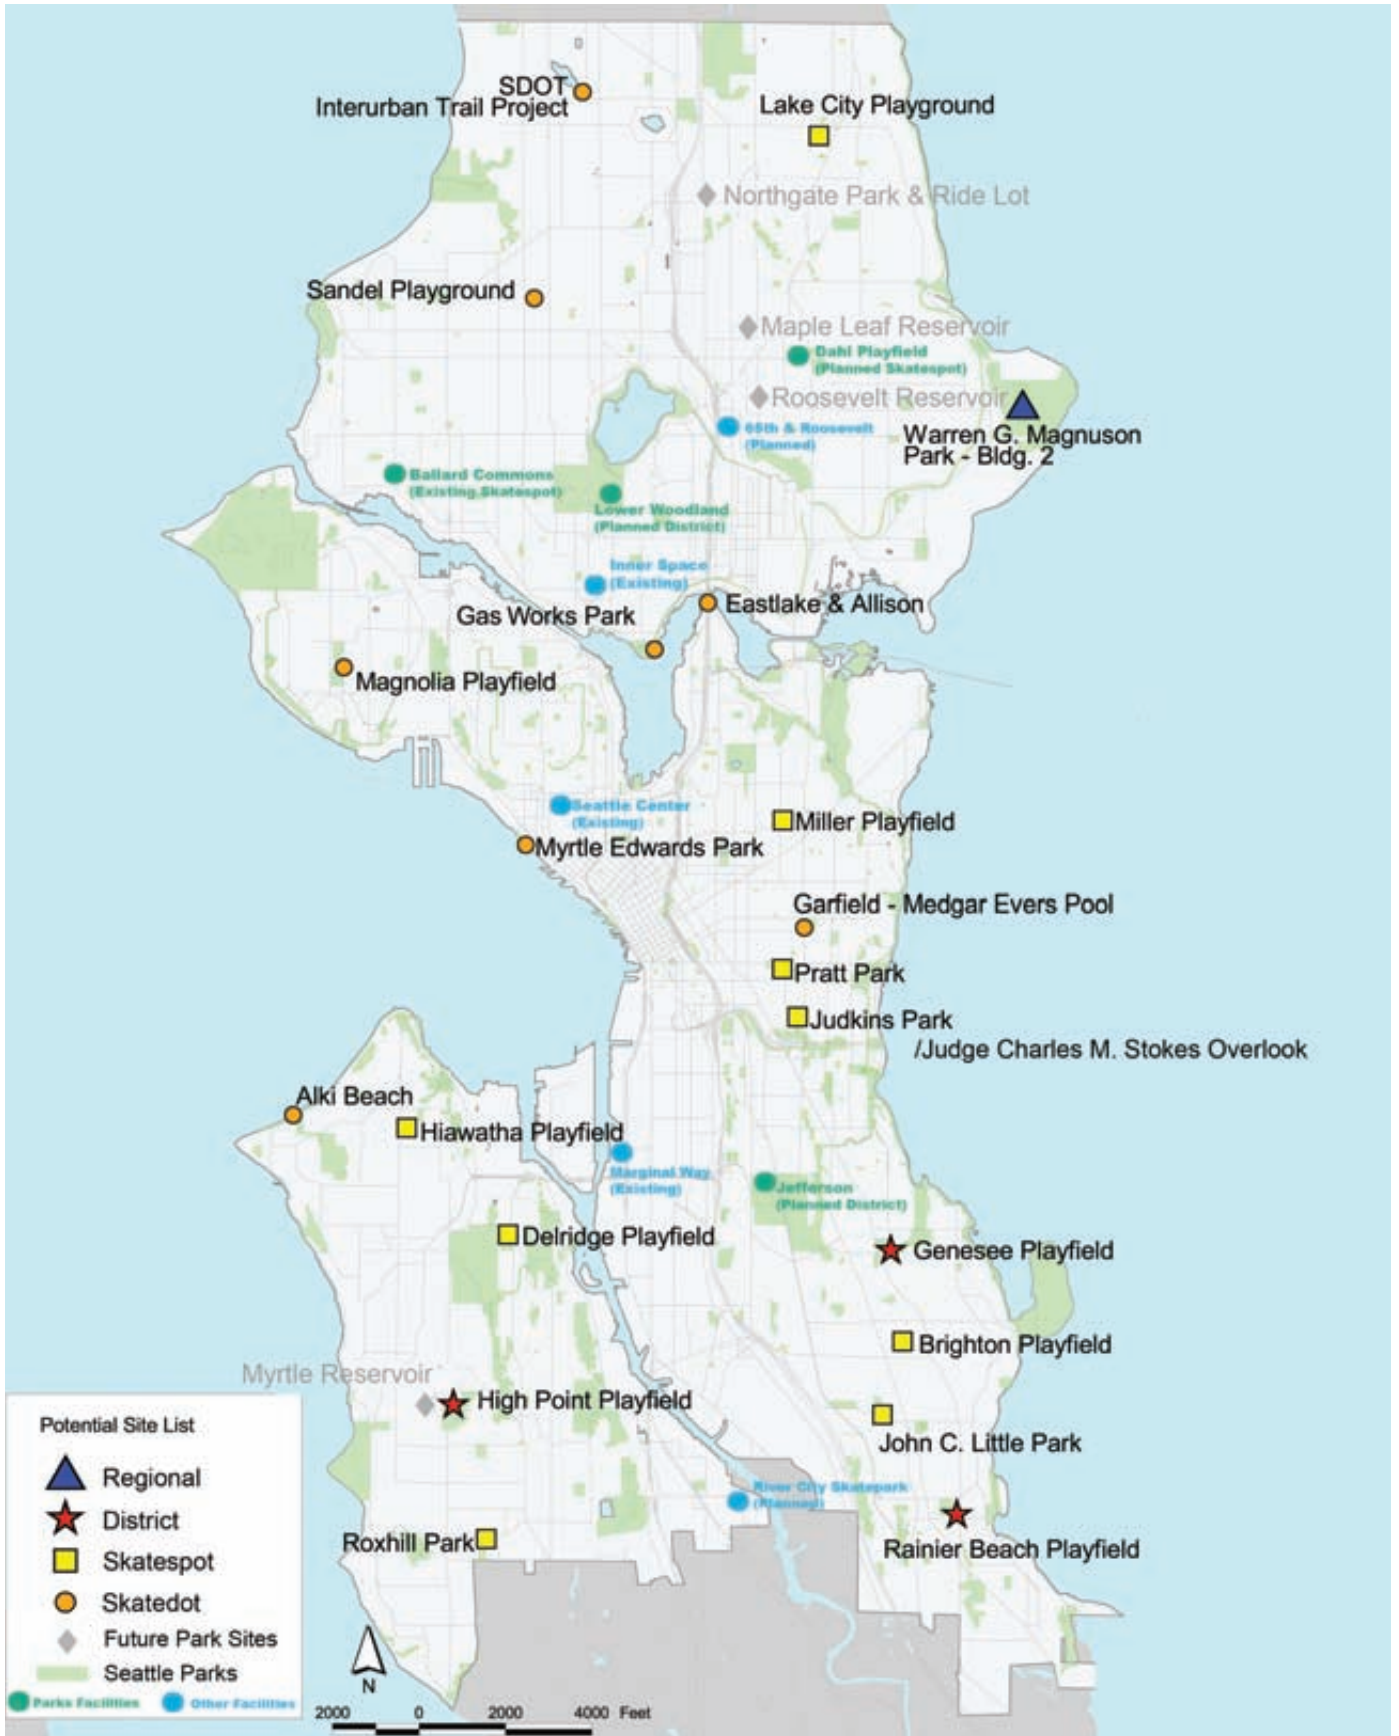 SDOT
Interurban Trail Project
Lake City Playground
Northgate Park & Ride Lot
Sandel Playground
Maple Leaf Reservoir
Dahl Playfield
(Planned Skatespot)
Roosevelt Reservoir
65th & Roosevelt
(Planned)
Warren G. Magnuson
Park - Bldg. 2
Ballard Commons
(Existing Skatespot)
Lower Woodland
(Planned District)
Inner Space
(Existing)
Eastlake & Allison
Gas Works Park
Magnolia Playfield
Seattle Center
(Existing)
Miller Playfield
Myrtle Edwards Park
Garfield - Medgar Evers Pool
Pratt Park
Judkins Park
/Judge Charles M. Stokes Overlook
Alki Beach
Hiawatha Playfield
Marginal Way
(Existing)
Jefferson
(Planned District)
Delridge Playfield
Genesee Playfield
Brighton Playfield
Myrtle Reservoir
High Point Playfield
John C. Little Park
River City Skatepark
(Planned)
Roxhill Park
Rainier Beach Playfield
Potential Site List
Regional
District
Skatespot
Skatedot
Future Park Sites
Seattle Parks
Parks Facilities
Other Facilities
N
2000 0 2000 4000 Feet